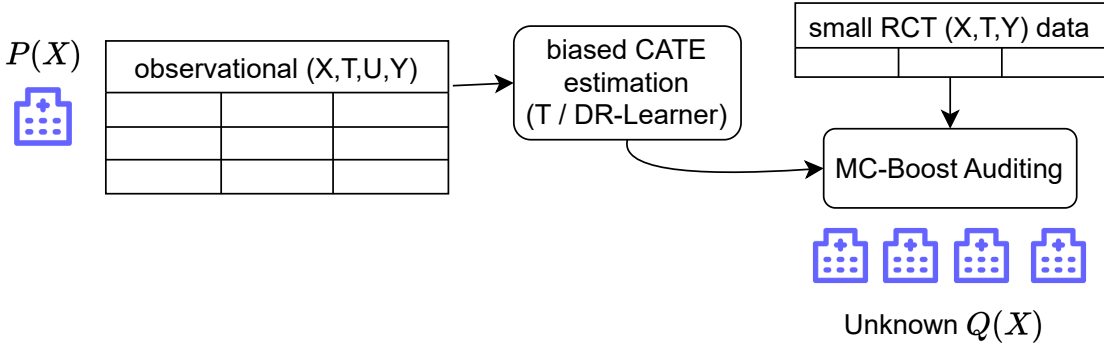 P(X)
observational (X,T,U,Y)
biased CATE
estimation
(T / DR-Learner)
small RCT (X,T,Y) data
MC-Boost Auditing
Unknown Q(X)